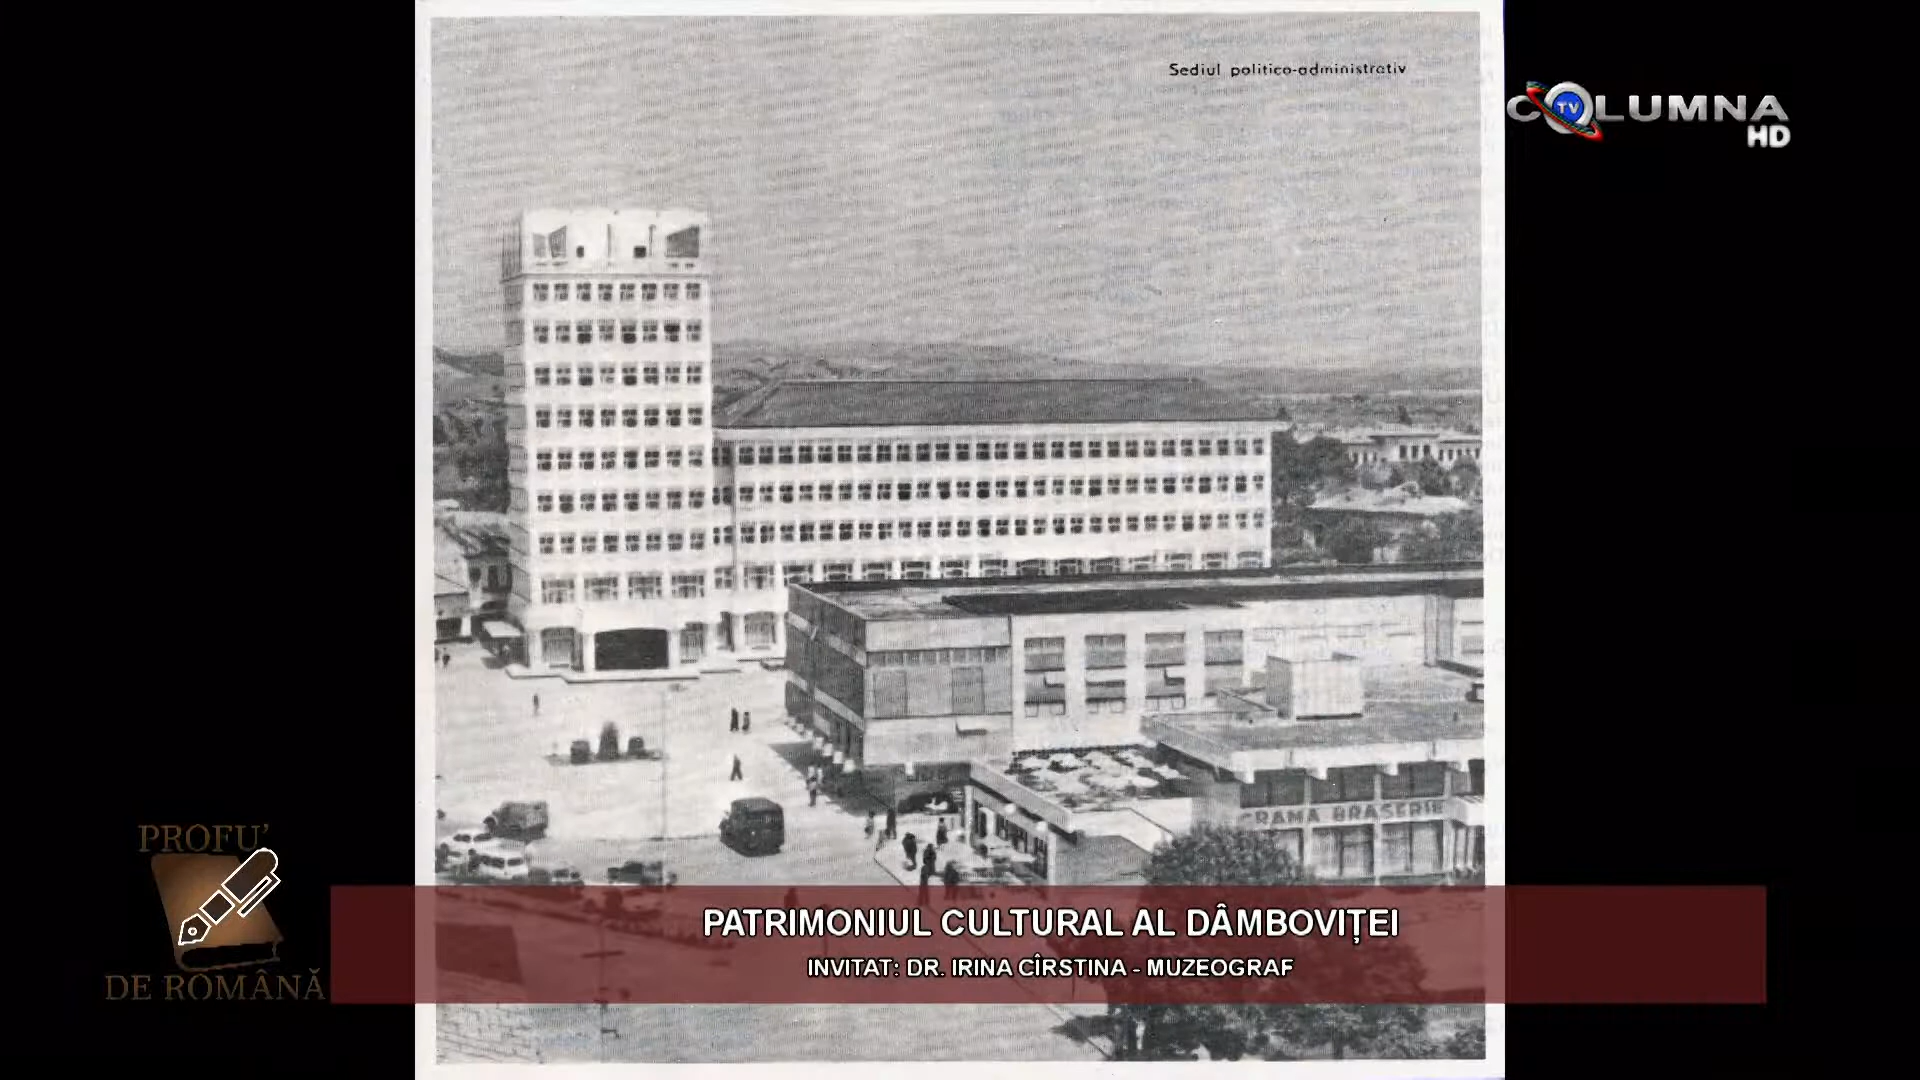 Sediul politico-administrativ
COLUMNA
TV
HD
CRAMA BRASERIE
PROFU'
DE ROMÂNĂ
PATRIMONIUL CULTURAL AL DÂMBOVIȚEI
INVITAT: DR. IRINA CÎRSTINA - MUZEOGRAF